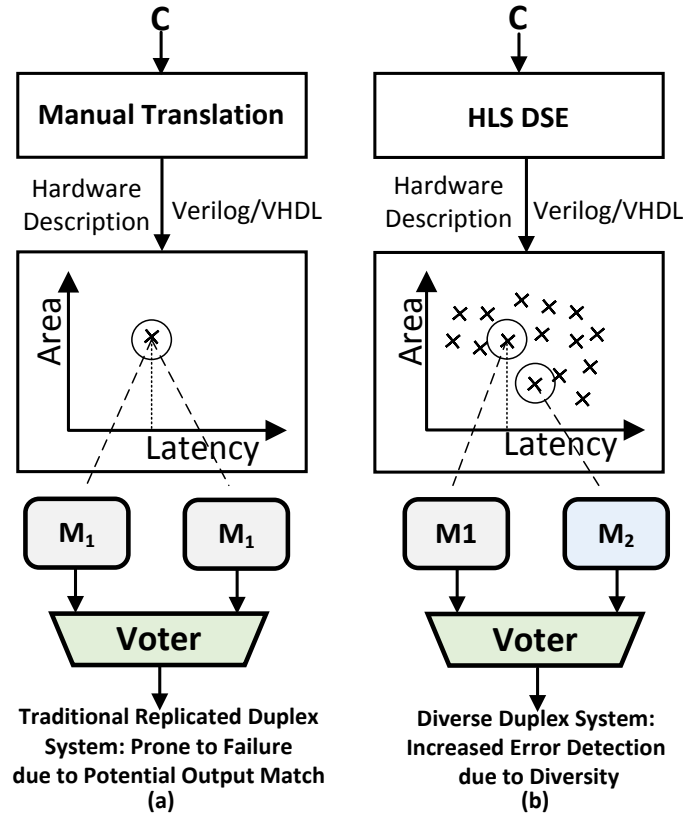 C
Manual Translation
Hardware
Description
Verilog/VHDL
Area
Latency
M₁
M₁
Voter
Traditional Replicated Duplex
System: Prone to Failure
due to Potential Output Match
(a)
C
HLS DSE
Hardware
Description
Verilog/VHDL
Area
Latency
M1
M₂
Voter
Diverse Duplex System:
Increased Error Detection
due to Diversity
(b)